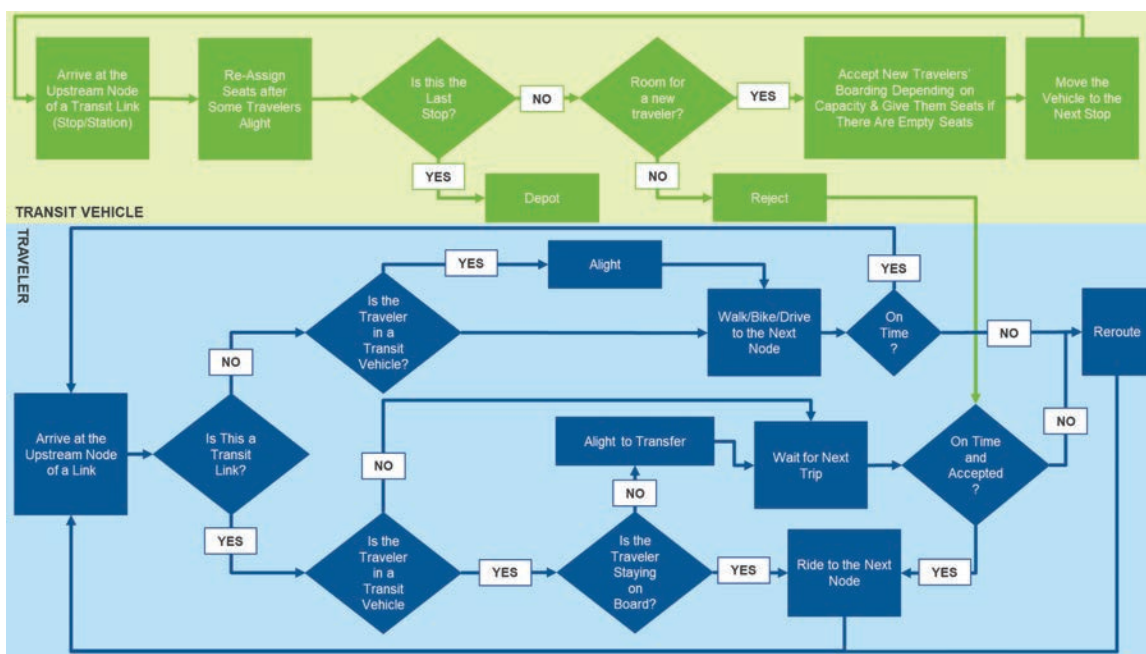 Arrive at the
Upstream Node
of a Transit Link
(Stop/Station)
Re-Assign
Seats after
Some Travelers
Alight
Is this the
Last
Stop?
NO
Room for
a new
traveler?
YES
Accept New Travelers'
Boarding Depending on
Capacity & Give Them Seats if
There Are Empty Seats
Move the
Vehicle to the
Next Stop
YES
Depot
NO
Reject
TRANSIT VEHICLE
TRAVELER
YES
Alight
YES
Is the
Traveler
in a
Transit
Vehicle?
Walk/Bike/Drive
to the Next
Node
On
Time
?
NO
Reroute
NO
Arrive at the
Upstream Node
of a Link
Is This a
Transit
Link?
NO
Alight to Transfer
Wait for Next
Trip
On Time
and
Accepted
?
NO
NO
YES
Is the
Traveler
in a
Transit
Vehicle
YES
Is the
Traveler
Staying
on
Board?
YES
Ride to the Next
Node
YES